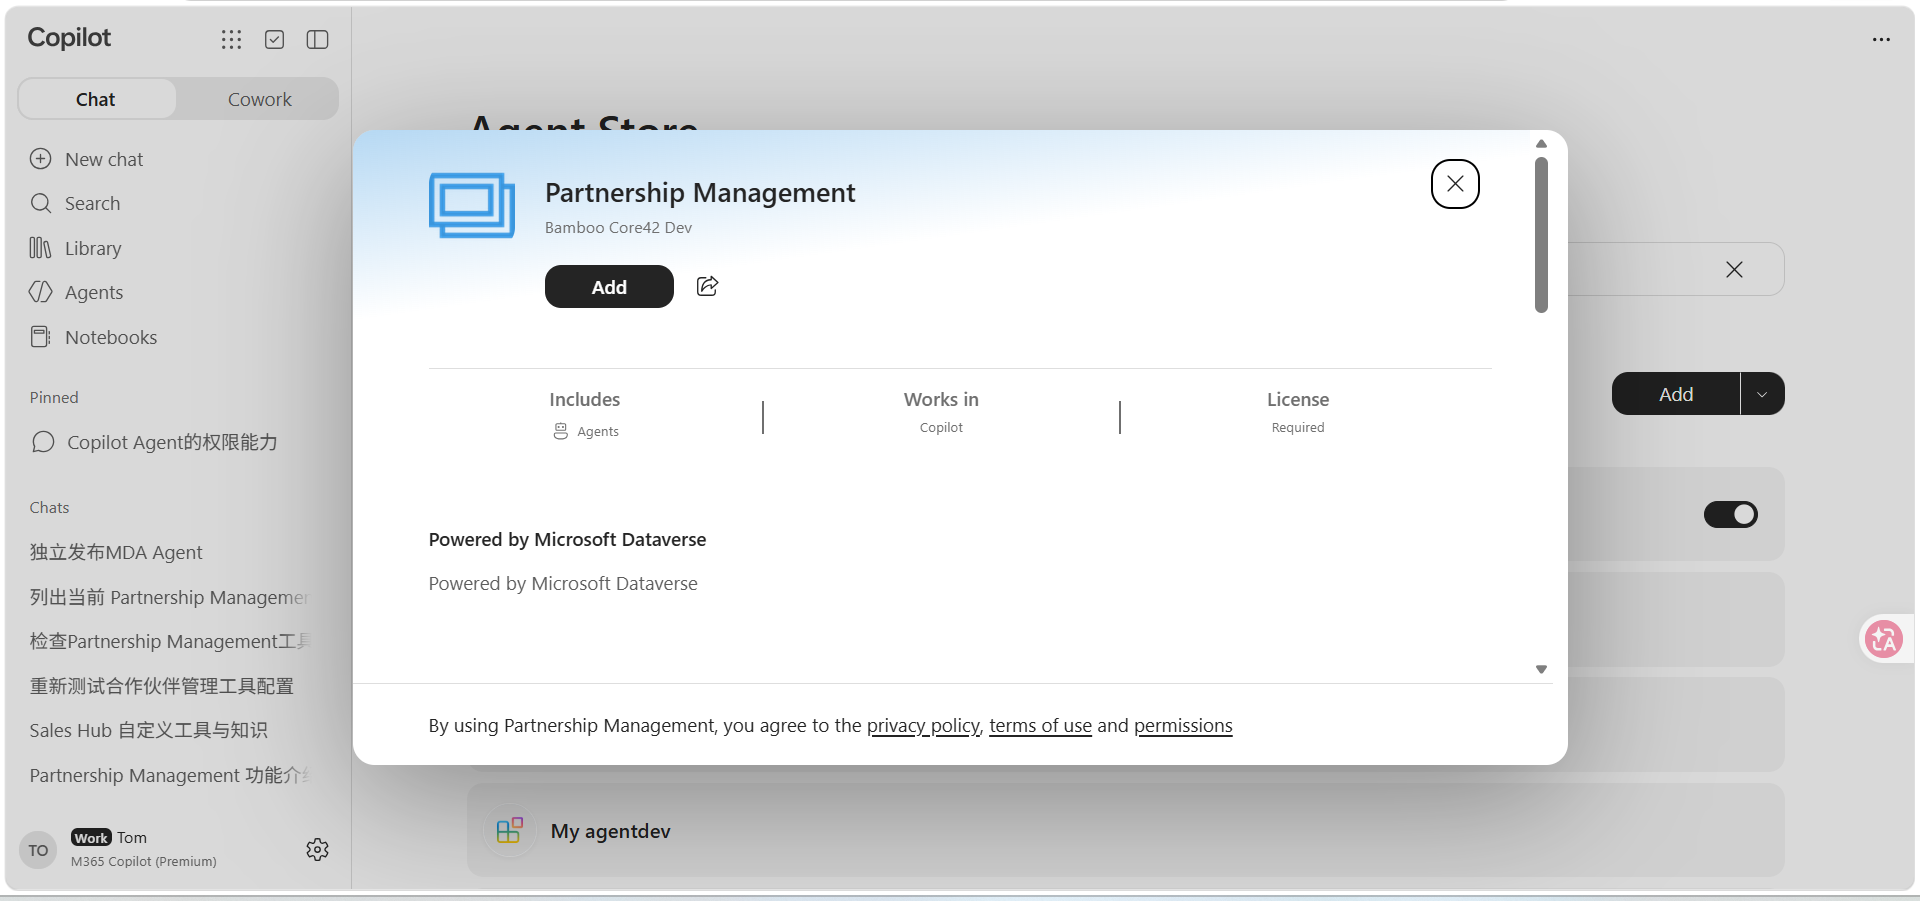 Copilot
Chat
Cowork
New chat
Search
Library
Agents
Notebooks
Pinned
Copilot Agent的权限能力
Chats
独立发布MDA Agent
列出当前 Partnership Managemen
检查Partnership Management工具
重新测试合作伙伴管理工具配置
Sales Hub 自定义工具与知识
Partnership Management 功能介绍
TO
Work Tom
M365 Copilot (Premium)
Agent Store
Partnership Management
Bamboo Core42 Dev
Add
Includes
Agents
Works in
Copilot
License
Required
Powered by Microsoft Dataverse
Powered by Microsoft Dataverse
By using Partnership Management, you agree to the privacy policy, terms of use and permissions
Add
My agentdev